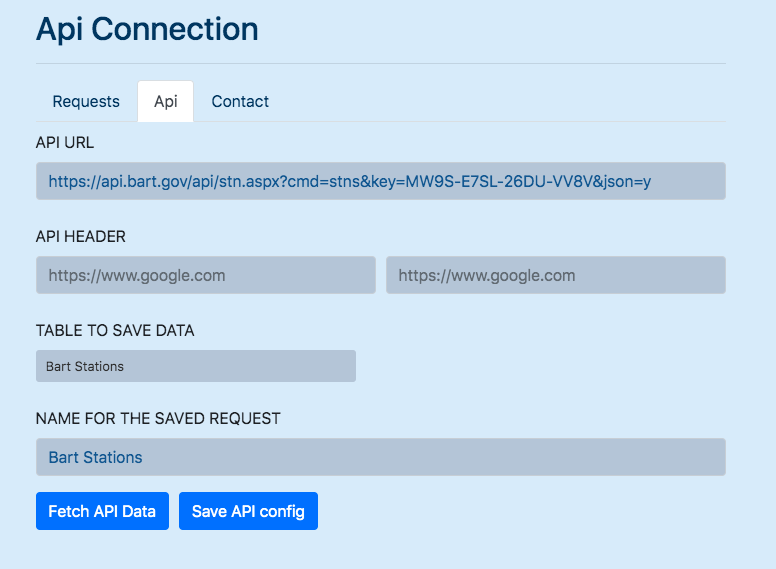 Api Connection
Requests Api Contact
API URL
https://api.bart.gov/api/stn.aspx?cmd=stns&key=MW9S-E7SL-26DU-VV8V&json=y
API HEADER
https://www.google.com https://www.google.com
TABLE TO SAVE DATA
Bart Stations
NAME FOR THE SAVED REQUEST
Bart Stations
Fetch API Data Save API config